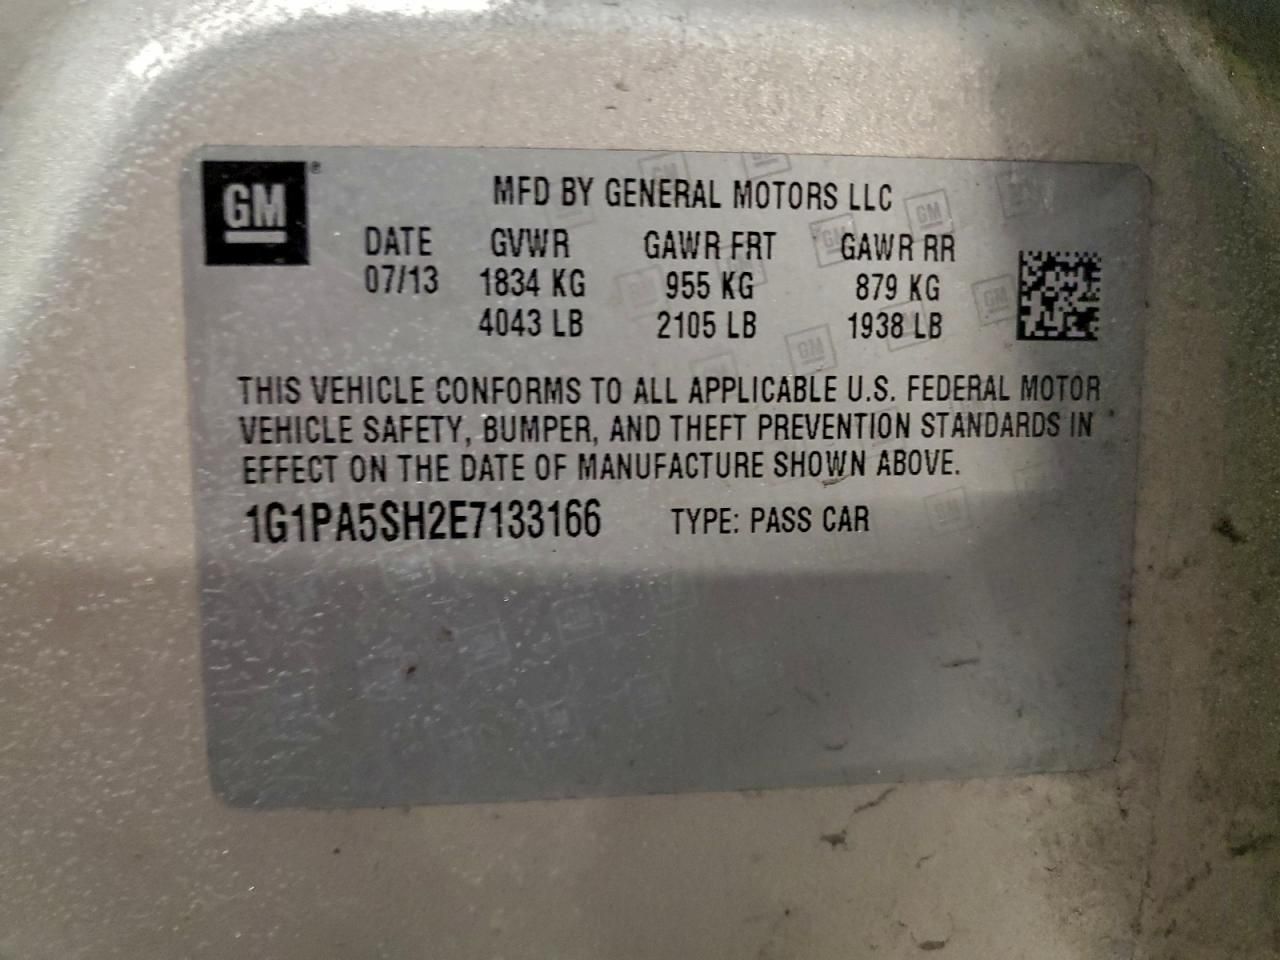 GM®
MFD BY GENERAL MOTORS LLC
DATE GVWR GAWR FRT GAWR RR
07/13 1834 KG 955 KG 879 KG
4043 LB 2105 LB 1938 LB
THIS VEHICLE CONFORMS TO ALL APPLICABLE U.S. FEDERAL MOTOR
VEHICLE SAFETY, BUMPER, AND THEFT PREVENTION STANDARDS IN
EFFECT ON THE DATE OF MANUFACTURE SHOWN ABOVE.
1G1PA5SH2E7133166 TYPE: PASS CAR